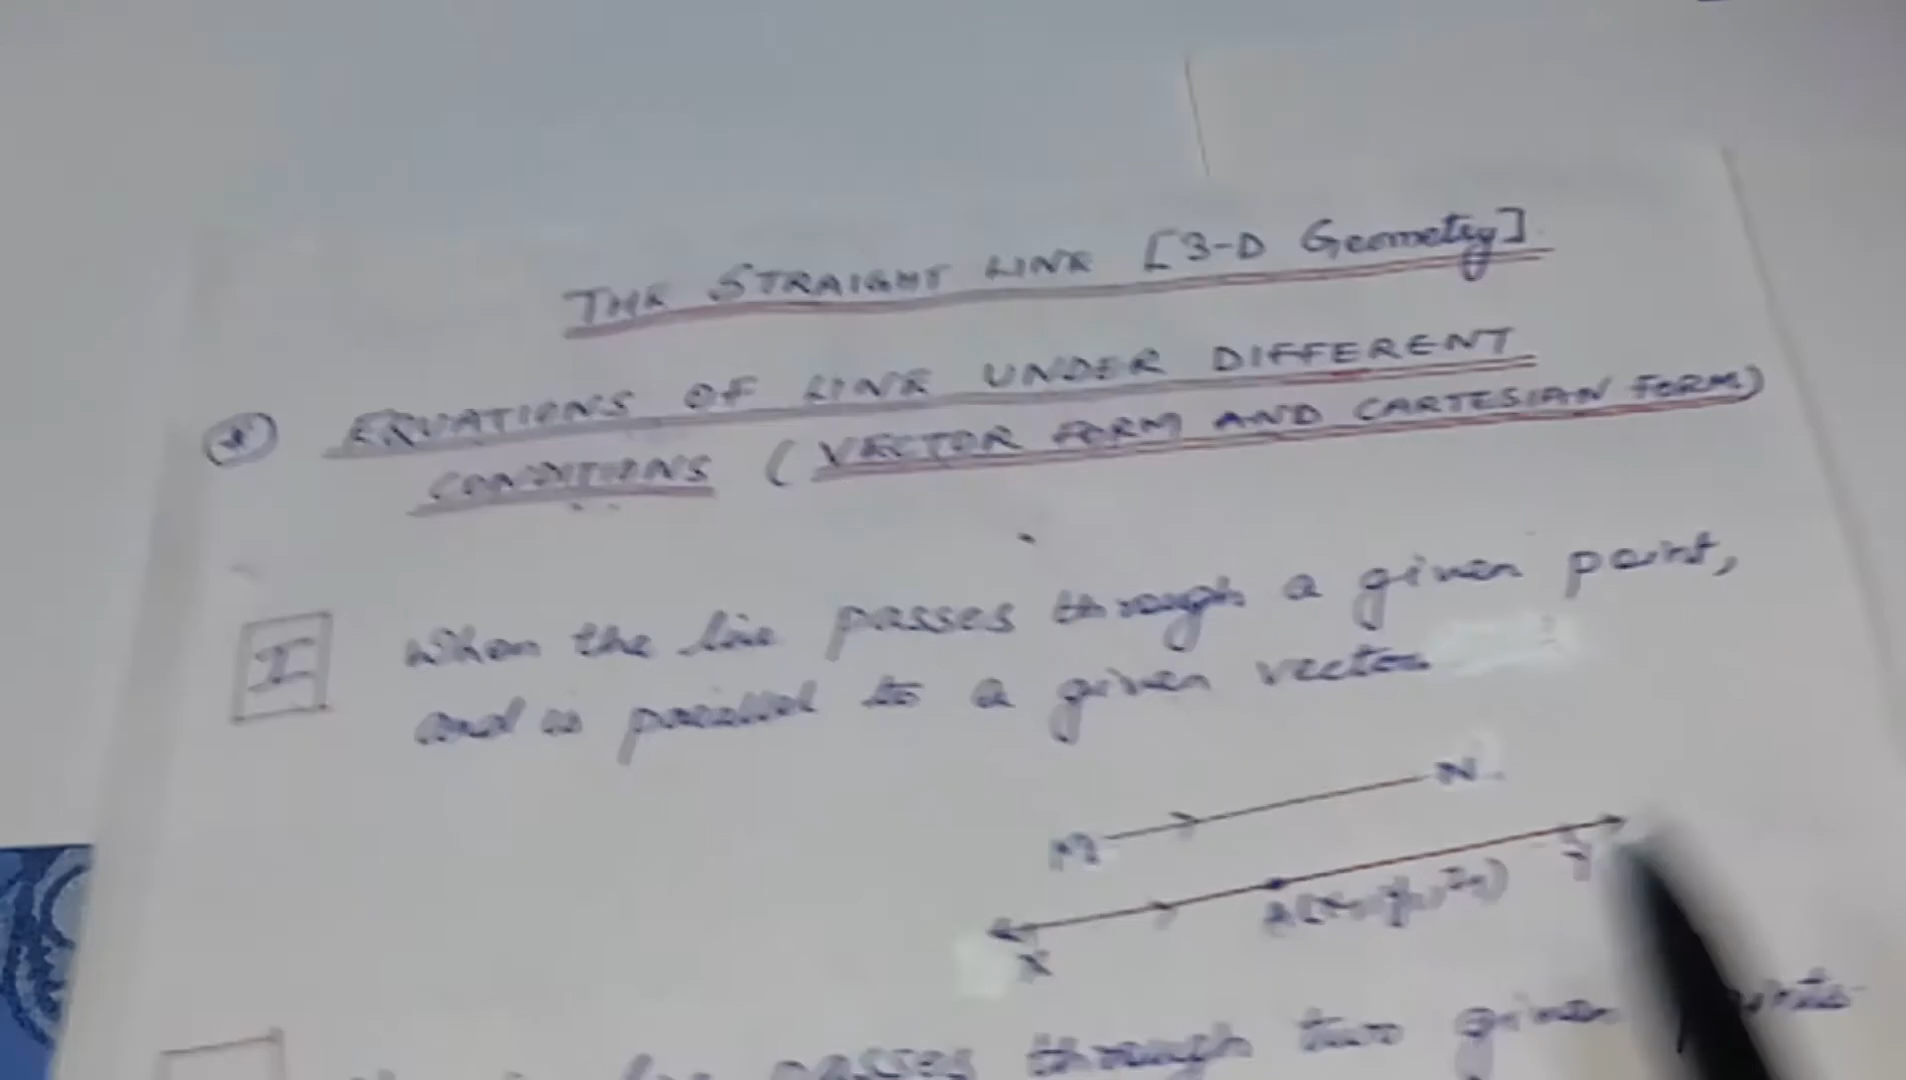 THE STRAIGHT LINE [3-D Geometry]
EQUATIONS OF LINE UNDER DIFFERENT
CONDITIONS (VECTOR FORM AND CARTESIAN FORM)
I
When the line passes through a given point,
and is parallel to a given vector
N
M
A(x₁, y₁, z₁)
Y
X
passes through two given